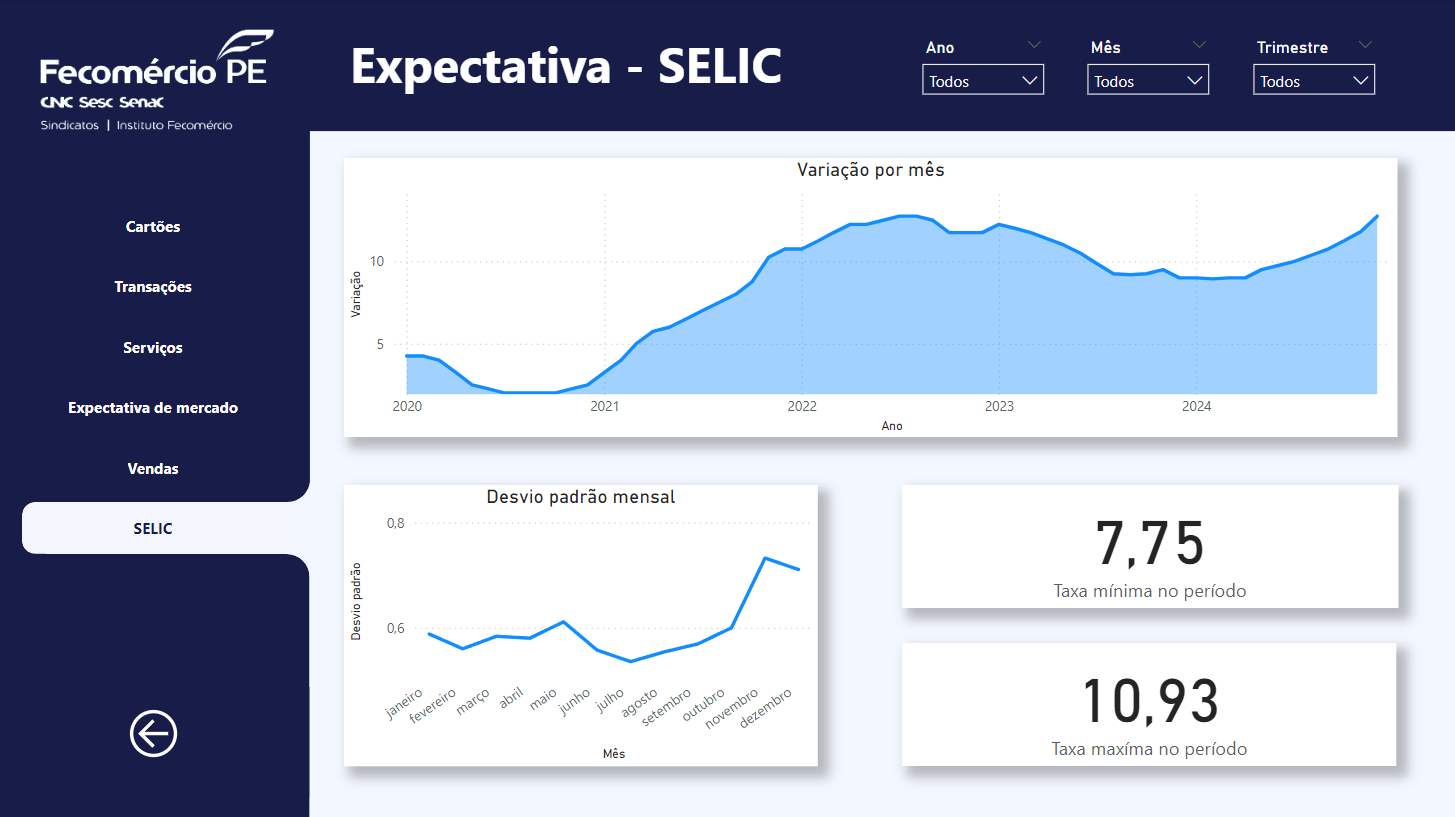 Fecomércio PE
CNC Sesc Senac
Sindicatos | Instituto Fecomércio
Expectativa - SELIC
Ano
Todos
Mês
Todos
Trimestre
Todos
Cartões
Transações
Serviços
Expectativa de mercado
Vendas
SELIC
Variação por mês
Variação
10
5
2020 2021 2022 2023 2024
Ano
Desvio padrão mensal
Desvio padrão
0,8
0,6
janeiro fevereiro março abril maio junho julho agosto setembro outubro novembro dezembro
Mês
7,75
Taxa mínima no período
10,93
Taxa maxíma no período